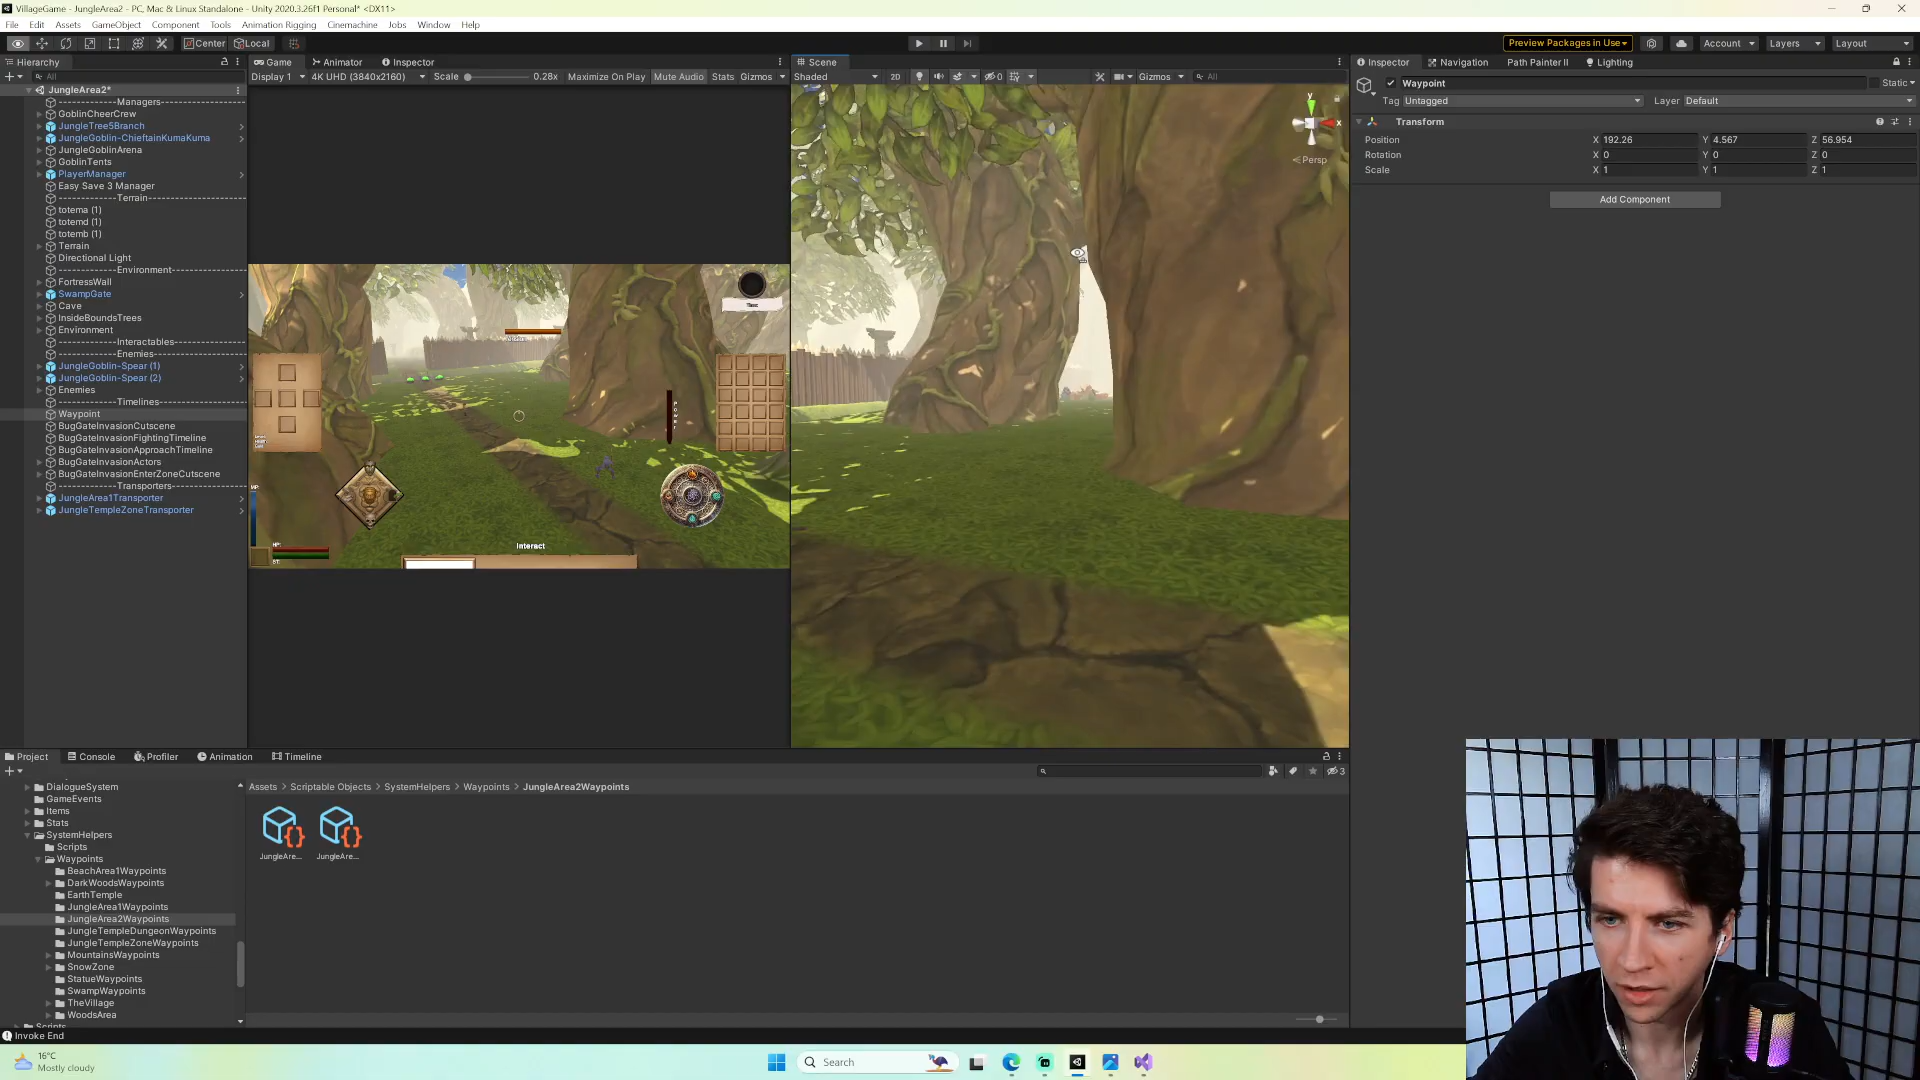 VillageGame - JungleArea2 - PC, Mac & Linux Standalone - Unity 2020.3.26f1 Personal* <DX11>
File Edit Assets GameObject Component Tools Animation Rigging Cinemachine Jobs Window Help
Center Local
Preview Packages in Use Account Layers Layout
Hierarchy
All
JungleArea2*
--------------Managers--------------
GoblinCheerCrew
JungleTree5Branch
JungleGoblin-ChieftainKumaKuma
JungleGoblinArena
GoblinTents
PlayerManager
Easy Save 3 Manager
--------------Terrain--------------
totema (1)
totemd (1)
totemb (1)
Terrain
Directional Light
--------------Environment--------------
FortressWall
SwampGate
Cave
InsideBoundsTrees
Environment
--------------Interactables--------------
--------------Enemies--------------
JungleGoblin-Spear (1)
JungleGoblin-Spear (2)
Enemies
--------------Timelines--------------
Waypoint
BugGateInvasionCutscene
BugGateInvasionFightingTimeline
BugGateInvasionApproachTimeline
BugGateInvasionActors
BugGateInvasionEnterZoneCutscene
--------------Transporters--------------
JungleArea1Transporter
JungleTempleZoneTransporter
Game Animator Inspector
Display 1 4K UHD (3840x2160) Scale 0.28x Maximize On Play Mute Audio Stats Gizmos
Time:
MP:
HP:
ST:
Interact
Scene
Shaded 2D 0 Gizmos All
y
x
Persp
Inspector Navigation Path Painter II Lighting
Waypoint Static
Tag Untagged Layer Default
Transform
Position X 192.26 Y 4.567 Z 56.954
Rotation X 0 Y 0 Z 0
Scale X 1 Y 1 Z 1
Add Component
Project Console Profiler Animation Timeline
3
DialogueSystem
GameEvents
Items
Stats
SystemHelpers
Scripts
Waypoints
BeachArea1Waypoints
DarkWoodsWaypoints
EarthTemple
JungleArea1Waypoints
JungleArea2Waypoints
JungleTempleDungeonWaypoints
JungleTempleZoneWaypoints
MountainsWaypoints
SnowZone
StatueWaypoints
SwampWaypoints
TheVillage
WoodsArea
Scripts
Assets > Scriptable Objects > SystemHelpers > Waypoints > JungleArea2Waypoints
JungleAre... JungleAre...
Invoke End
16°C
Mostly cloudy
Search